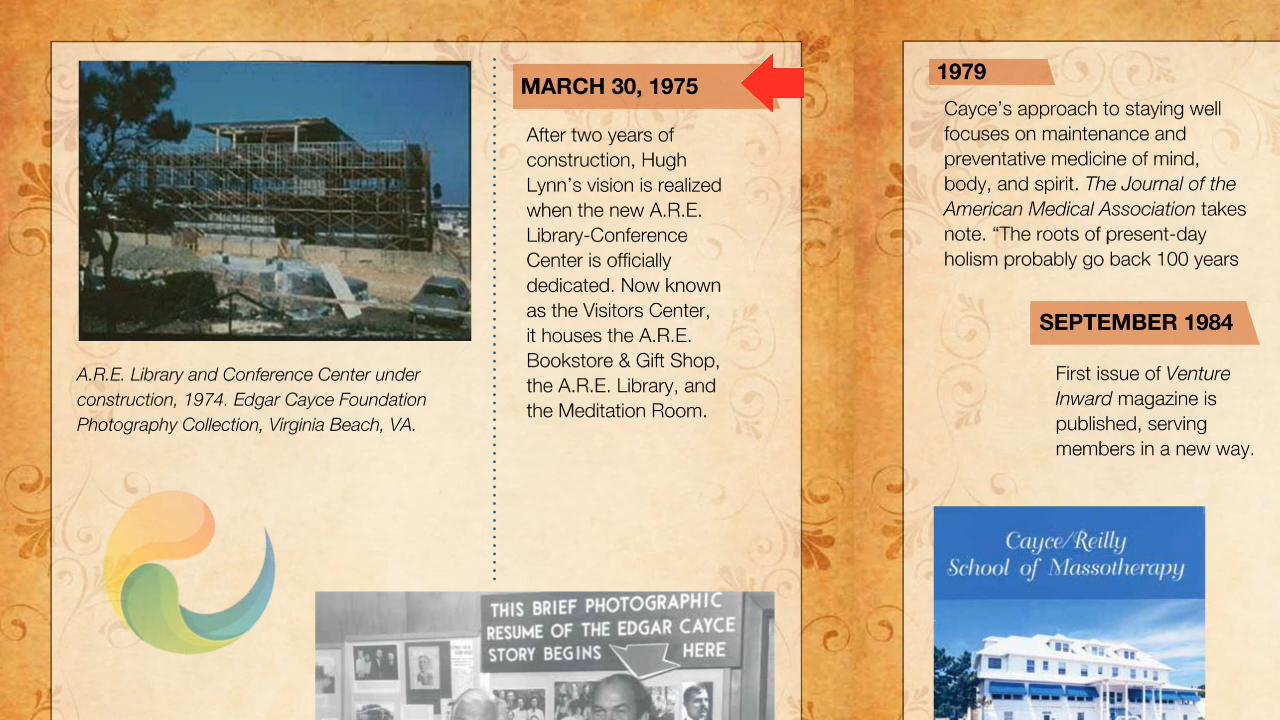 MARCH 30, 1975
After two years of
construction, Hugh
Lynn’s vision is realized
when the new A.R.E.
Library-Conference
Center is officially
dedicated. Now known
as the Visitors Center,
it houses the A.R.E.
Bookstore & Gift Shop,
the A.R.E. Library, and
the Meditation Room.
A.R.E. Library and Conference Center under
construction, 1974. Edgar Cayce Foundation
Photography Collection, Virginia Beach, VA.
THIS BRIEF PHOTOGRAPHIC
RESUME OF THE EDGAR CAYCE
STORY BEGINS HERE
1979
Cayce’s approach to staying well
focuses on maintenance and
preventative medicine of mind,
body, and spirit. The Journal of the
American Medical Association takes
note. “The roots of present-day
holism probably go back 100 years
SEPTEMBER 1984
First issue of Venture
Inward magazine is
published, serving
members in a new way.
Cayce/Reilly
School of Massotherapy